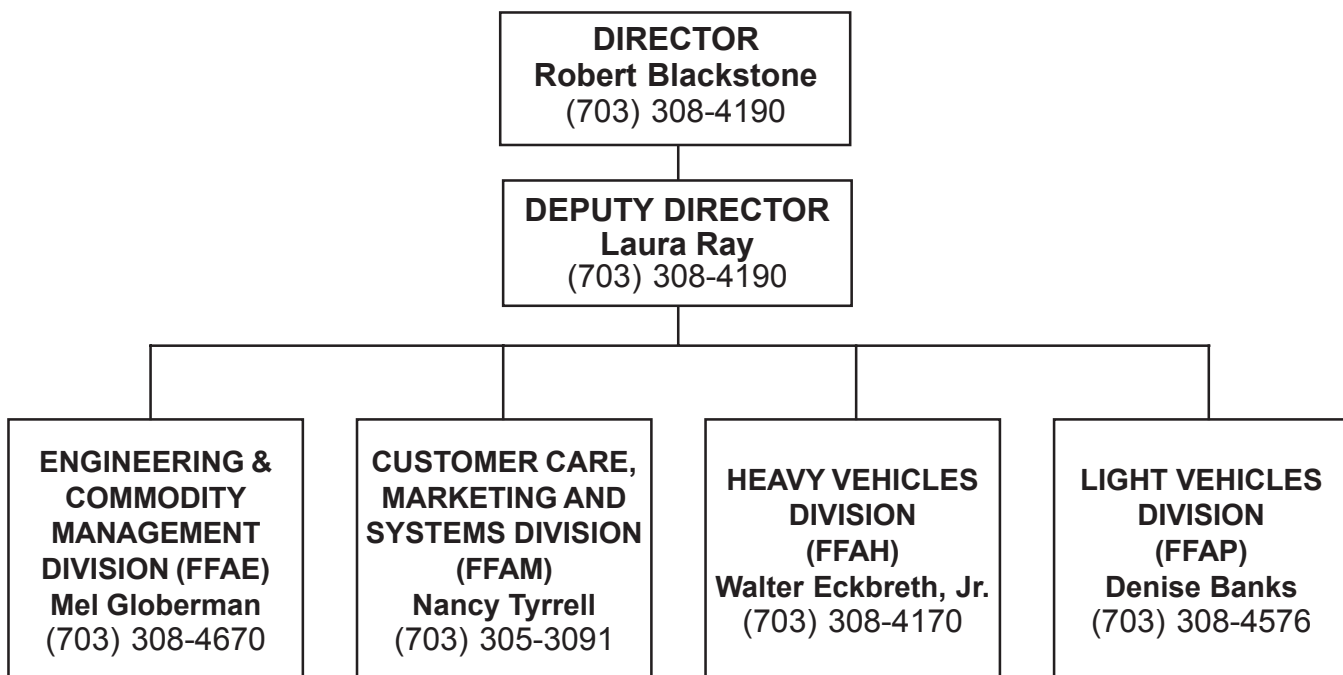 DIRECTOR
Robert Blackstone
(703) 308-4190
DEPUTY DIRECTOR
Laura Ray
(703) 308-4190
ENGINEERING &
COMMODITY
MANAGEMENT
DIVISION (FFAE)
Mel Globerman
(703) 308-4670
CUSTOMER CARE,
MARKETING AND
SYSTEMS DIVISION
(FFAM)
Nancy Tyrrell
(703) 305-3091
HEAVY VEHICLES
DIVISION
(FFAH)
Walter Eckbreth, Jr.
(703) 308-4170
LIGHT VEHICLES
DIVISION
(FFAP)
Denise Banks
(703) 308-4576